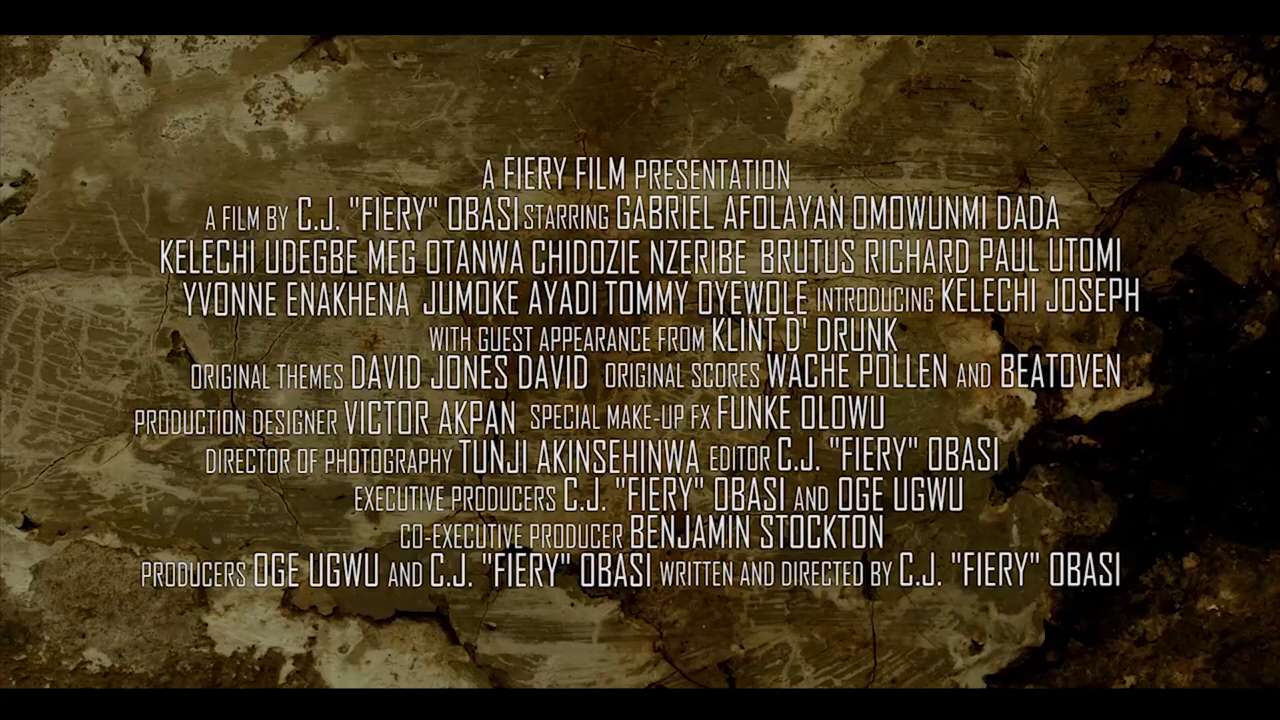 A FIERY FILM PRESENTATION
A FILM BY C.J. "FIERY" OBASI STARRING GABRIEL AFOLAYAN OMOWUNMI DADA
KELECHI UDEGBE MEG OTANWA CHIDOZIE NZERIBE BRUTUS RICHARD PAUL UTOMI
YVONNE ENAKHENA JUMOKE AYADI TOMMY OYEWOLE INTRODUCING KELECHI JOSEPH
WITH GUEST APPEARANCE FROM KLINT D' DRUNK
ORIGINAL THEMES DAVID JONES DAVID ORIGINAL SCORES WACHE POLLEN AND BEATOVEN
PRODUCTION DESIGNER VICTOR AKPAN SPECIAL MAKE-UP FX FUNKE OLOWU
DIRECTOR OF PHOTOGRAPHY TUNJI AKINSEHINWA EDITOR C.J. "FIERY" OBASI
EXECUTIVE PRODUCERS C.J. "FIERY" OBASI AND OGE UGWU
CO-EXECUTIVE PRODUCER BENJAMIN STOCKTON
PRODUCERS OGE UGWU AND C.J. "FIERY" OBASI WRITTEN AND DIRECTED BY C.J. "FIERY" OBASI